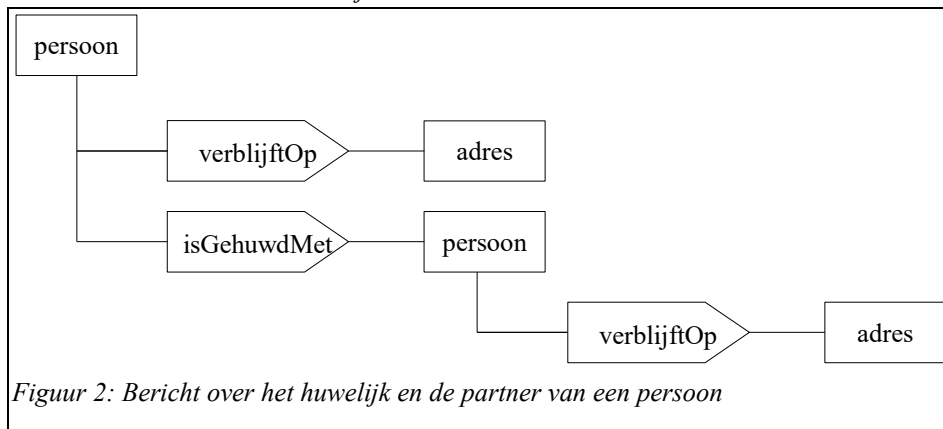 persoon
verblijftOp adres
isGehuwdMet persoon
verblijftOp adres
Figuur 2: Bericht over het huwelijk en de partner van een persoon